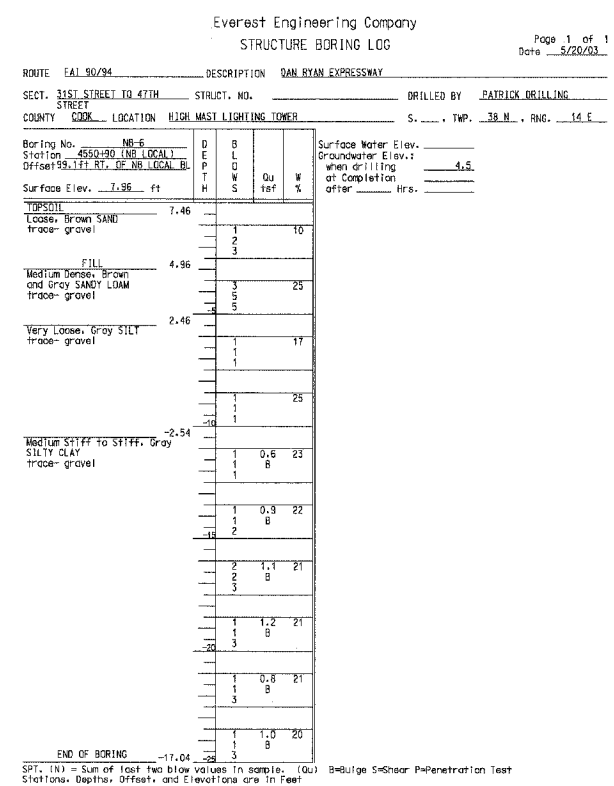 Everest Engineering Company
STRUCTURE BORING LOG
Page 1 of 1
Date 5/20/03
ROUTE FAI 90/94 DESCRIPTION DAN RYAN EXPRESSWAY
SECT. 31ST STREET TO 47TH STREET STRUCT. NO. DRILLED BY PATRICK DRILLING
COUNTY COOK LOCATION HIGH MAST LIGHTING TOWER S. , TWP. 38 N , RNG. 14 E
Boring No. NB-6
Station 4550+90 (NB LOCAL)
Offset 99.1ft RT. OF NB LOCAL BL
Surface Elev. 7.96 ft
DEPTH BLOWS Qu tsf W %
Surface Water Elev.
Groundwater Elev.:
when drilling 4.5
at Completion
after Hrs.
TOPSOIL 7.46
Loose, Brown SAND
trace- gravel
1 10
2
3
FILL 4.96
Medium Dense, Brown
and Gray SANDY LOAM
trace- gravel
3 25
5
-5 5
2.46
Very Loose, Gray SILT
trace- gravel
1 17
1
1
1 25
1
-10 1
-2.54
Medium Stiff to Stiff, Gray
SILTY CLAY
trace- gravel
1 0.6 23
1 B
1
1 0.9 22
1 B
-15 2
2 1.1 21
2 B
3
1 1.2 21
1 B
-20 3
1 0.8 21
1 B
3
1 1.0 20
1 B
END OF BORING -17.04 -25 3
SPT. (N) = Sum of last two blow values in sample. (Qu) B=Bulge S=Shear P=Penetration Test
Stations, Depths, Offset, and Elevations are in Feet